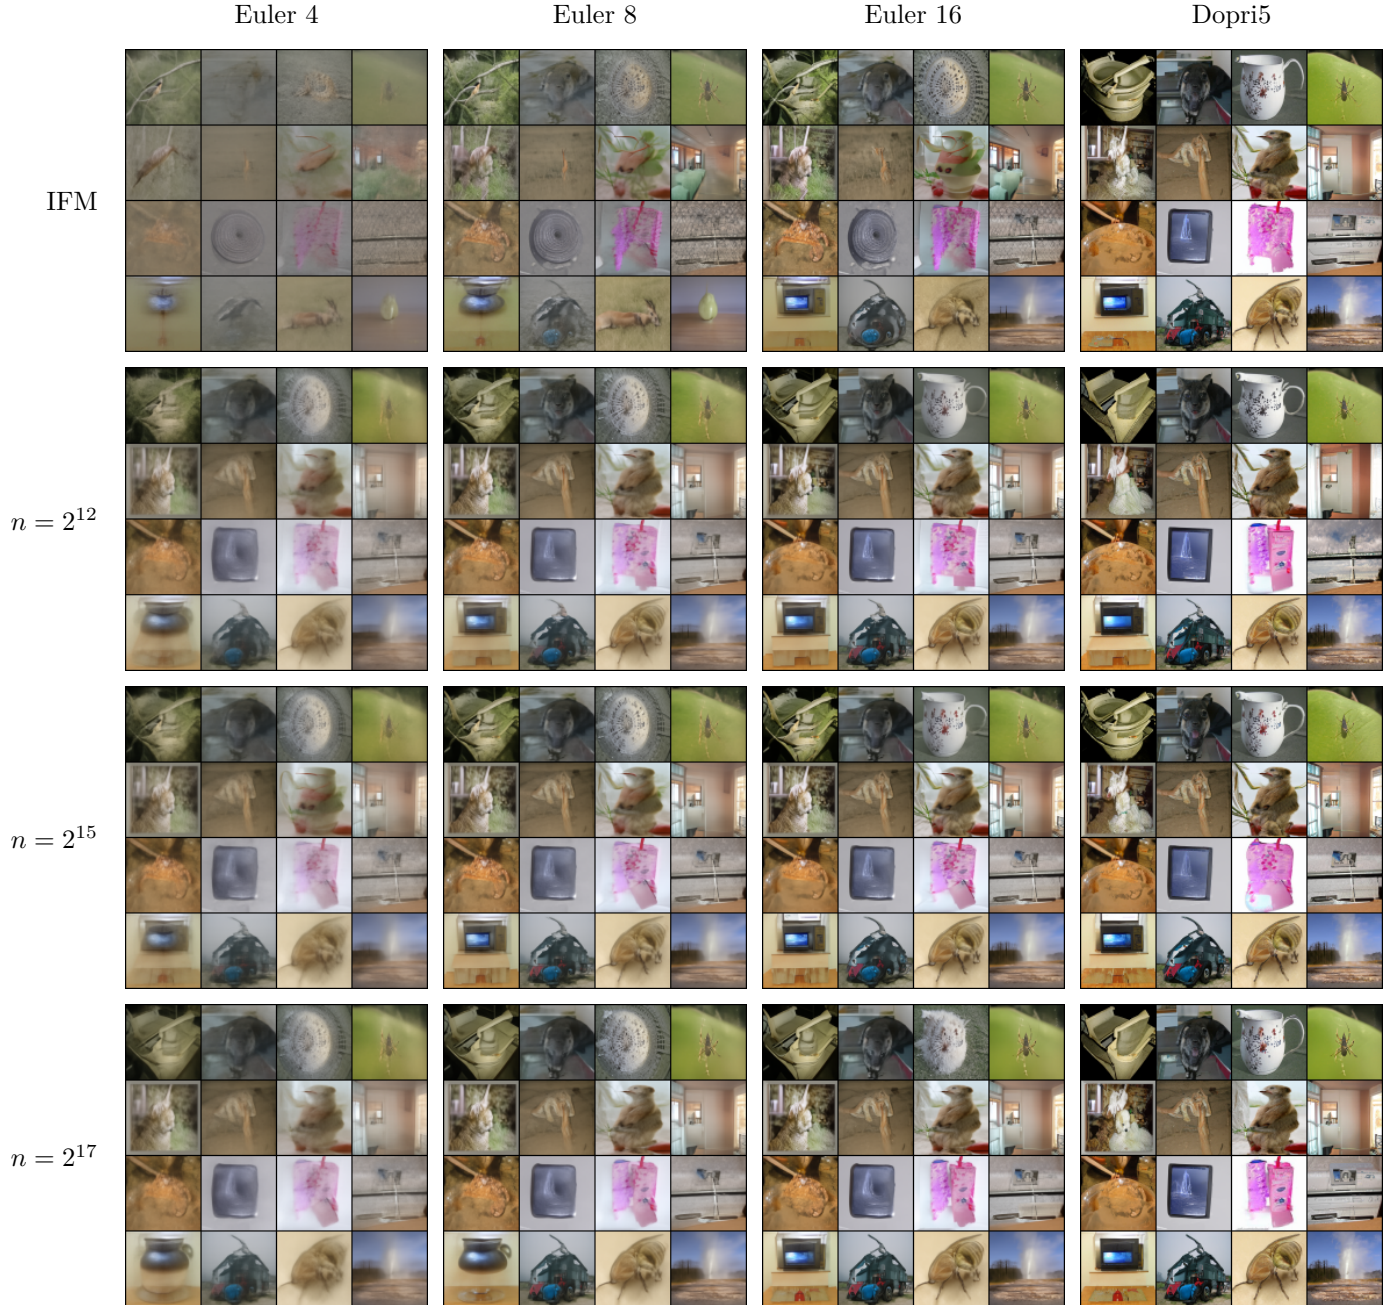 Euler 4 Euler 8 Euler 16 Dopri5
IFM
n = 2^12
n = 2^15
n = 2^17